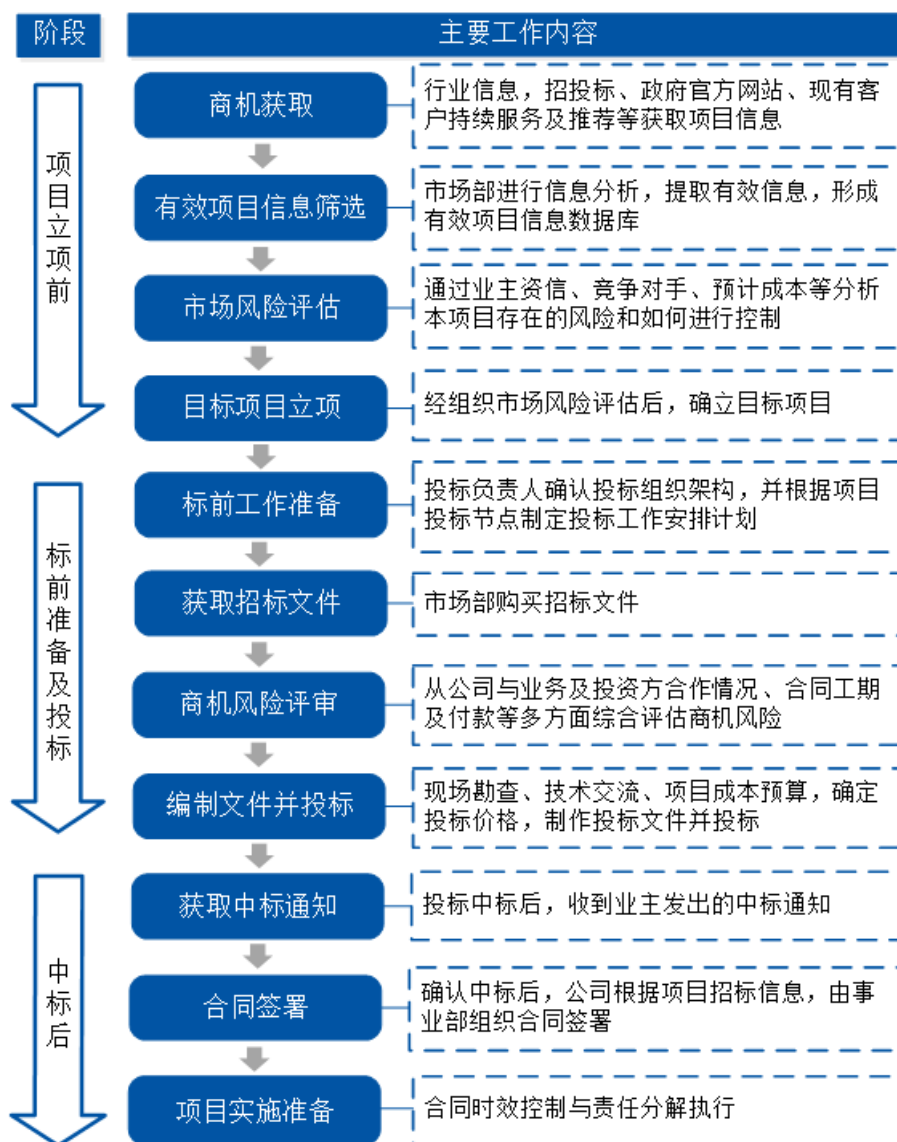 阶段
主要工作内容
项目立项前
商机获取
行业信息，招投标、政府官方网站、现有客
户持续服务及推荐等获取项目信息
有效项目信息筛选
市场部进行信息分析，提取有效信息，形成
有效项目信息数据库
市场风险评估
通过业主资信、竞争对手、预计成本等分析
本项目存在的风险和如何进行控制
目标项目立项
经组织市场风险评估后，确立目标项目
标前准备及投标
标前工作准备
投标负责人确认投标组织架构，并根据项目
投标节点制定投标工作安排计划
获取招标文件
市场部购买招标文件
商机风险评审
从公司与业务及投资方合作情况、合同工期
及付款等多方面综合评估商机风险
编制文件并投标
现场勘查、技术交流、项目成本预算，确定
投标价格，制作投标文件并投标
中标后
获取中标通知
投标中标后，收到业主发出的中标通知
合同签署
确认中标后，公司根据项目招标信息，由事
业部组织合同签署
项目实施准备
合同时效控制与责任分解执行